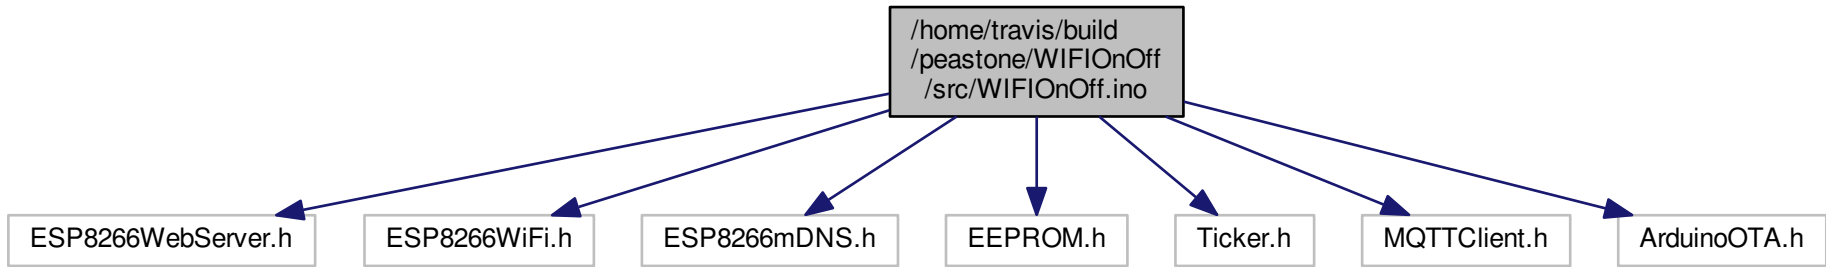 /home/travis/build
/peastone/WIFIOnOff
/src/WIFIOnOff.ino
ESP8266WebServer.h
ESP8266WiFi.h
ESP8266mDNS.h
EEPROM.h
Ticker.h
MQTTClient.h
ArduinoOTA.h